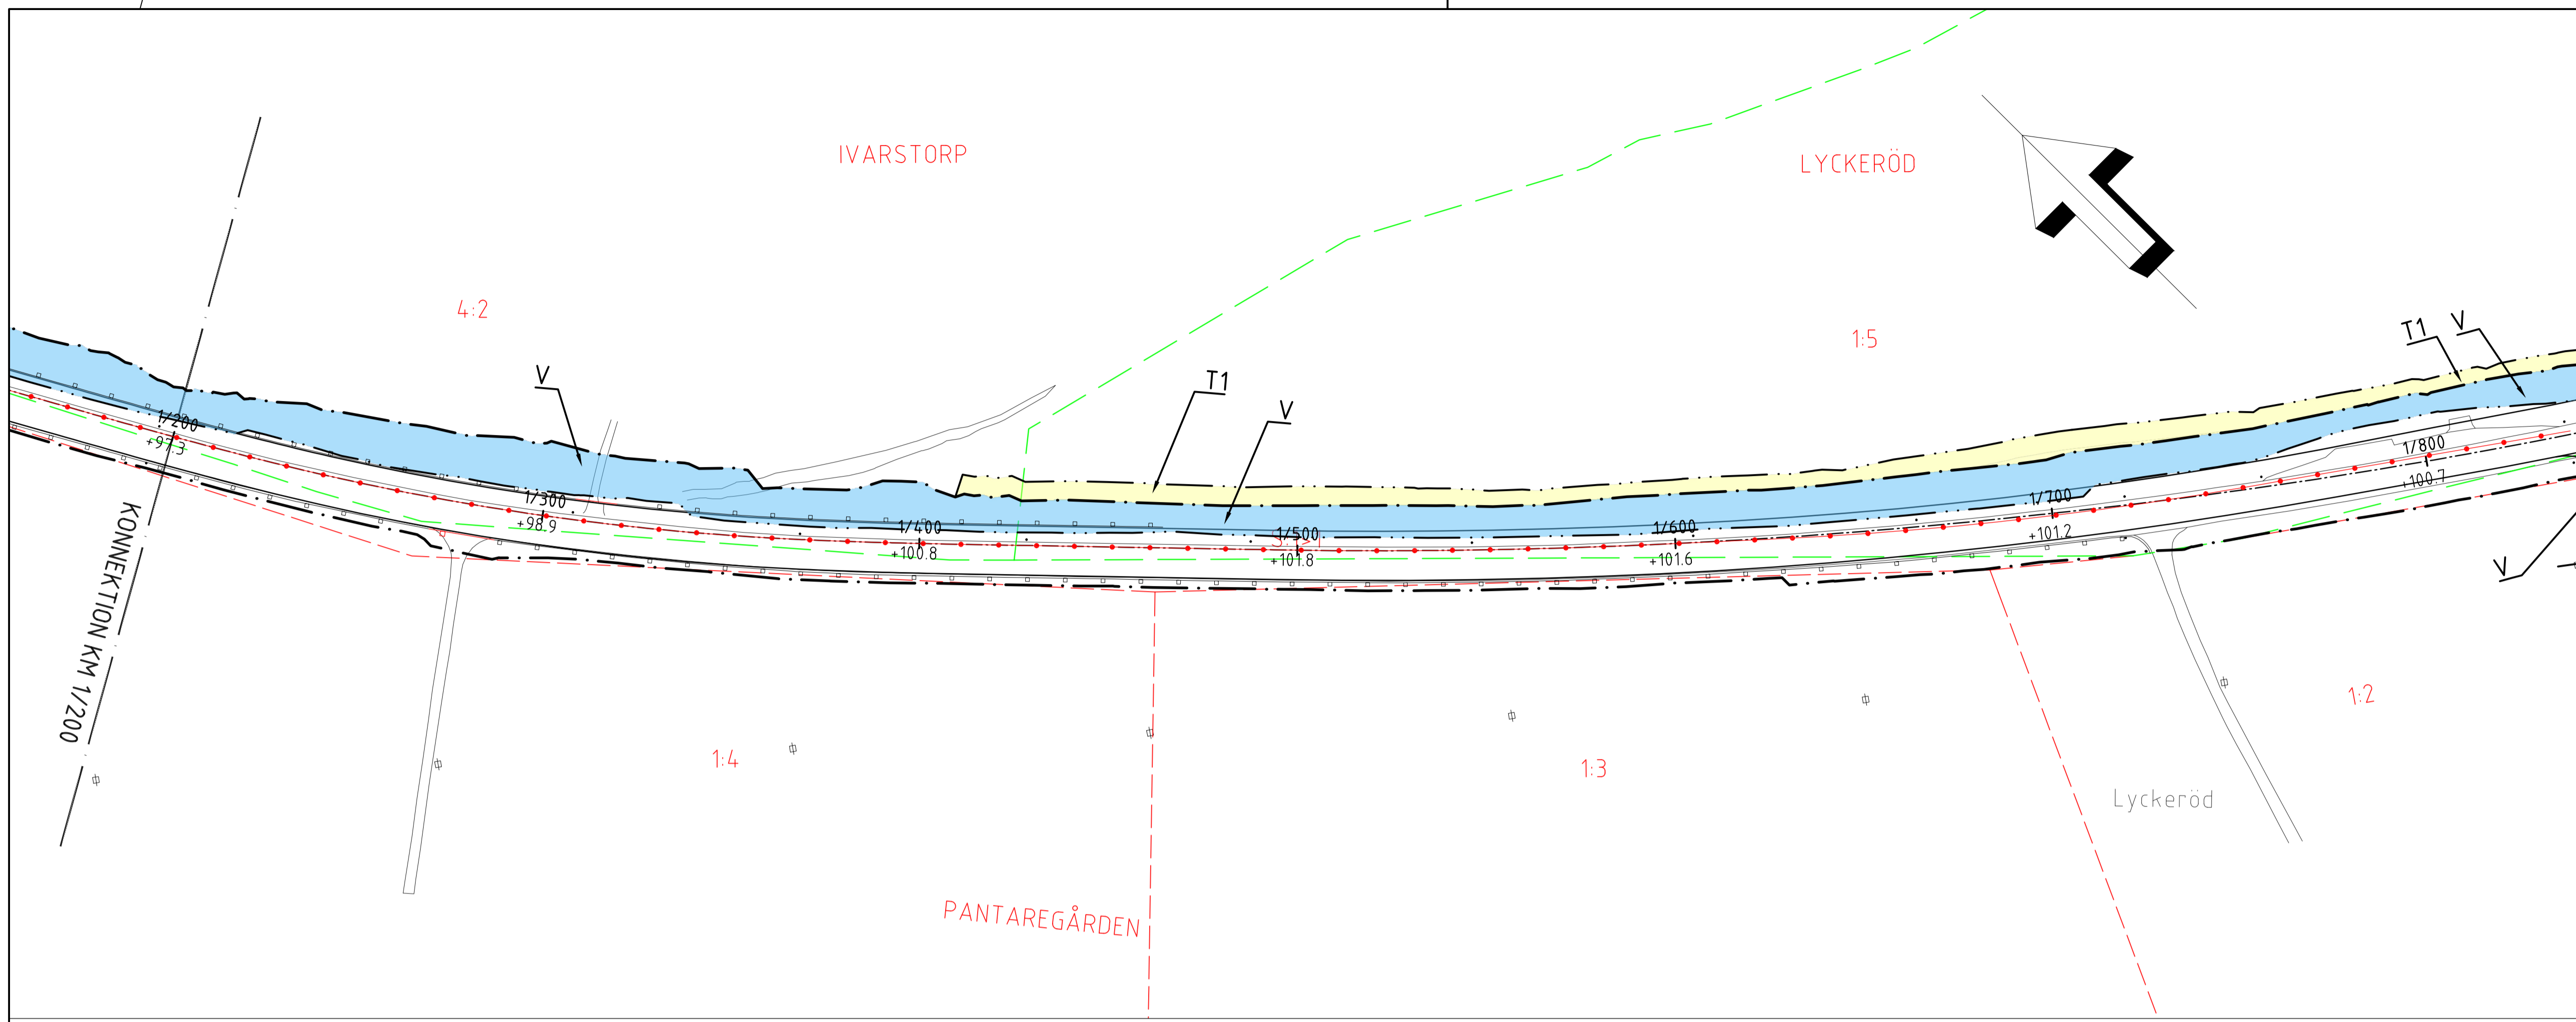 IVARSTORP
LYCKERÖD
4:2
1:5
T1
V
V
T1
V
1/200
+97.3
1/300
+98.9
1/400
+100.8
1/500
+101.8
1/600
+101.6
1/700
+101.2
1/800
+100.7
V
KONNEKTION KM 1/200
1:4
1:3
1:2
Lyckeröd
PANTAREGÅRDEN